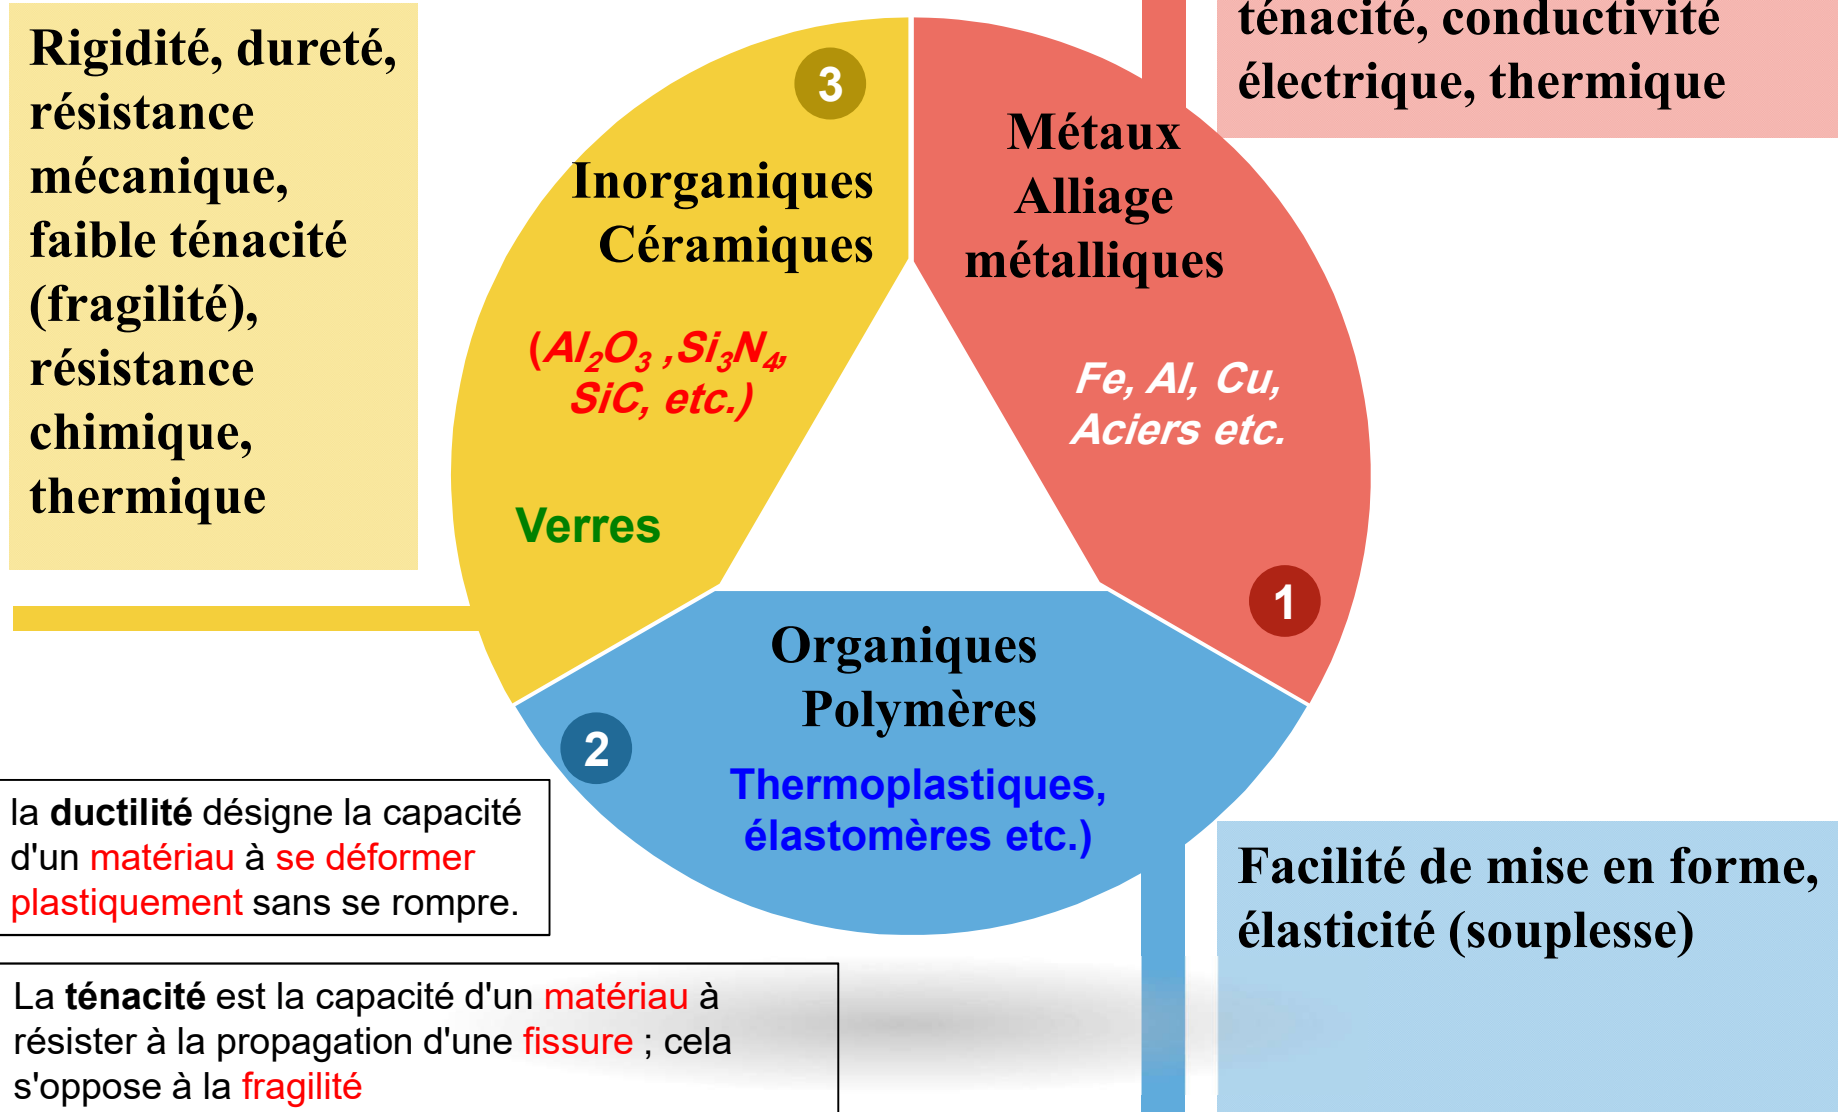 Rigidité, dureté,
résistance
mécanique,
faible ténacité
(fragilité),
résistance
chimique,
thermique
3
Inorganiques
Céramiques
(Al₂O₃ ,Si₃N₄,
SiC, etc.)
Verres
ténacité, conductivité
électrique, thermique
Métaux
Alliage
métalliques
Fe, Al, Cu,
Aciers etc.
1
Organiques
Polymères
2
Thermoplastiques,
élastomères etc.)
la ductilité désigne la capacité
d'un matériau à se déformer
plastiquement sans se rompre.
Facilité de mise en forme,
élasticité (souplesse)
La ténacité est la capacité d'un matériau à
résister à la propagation d'une fissure ; cela
s'oppose à la fragilité